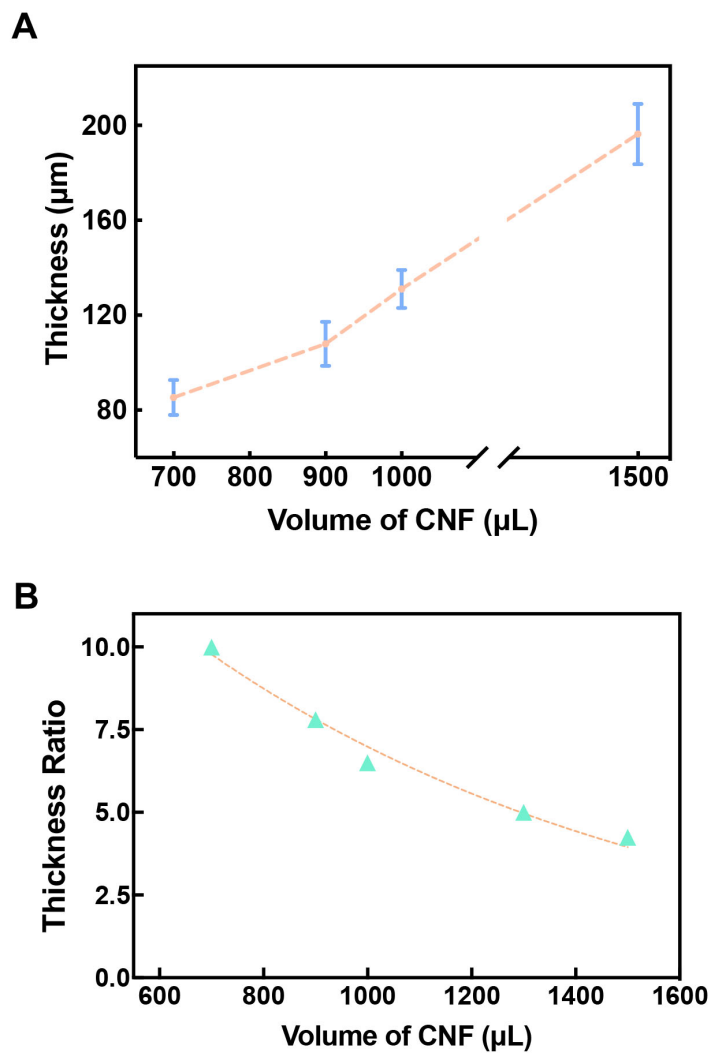 A
Thickness (µm)
200
160
120
80
700 800 900 1000 1500
Volume of CNF (µL)
B
Thickness Ratio
10.0
7.5
5.0
2.5
0.0
600 800 1000 1200 1400 1600
Volume of CNF (µL)